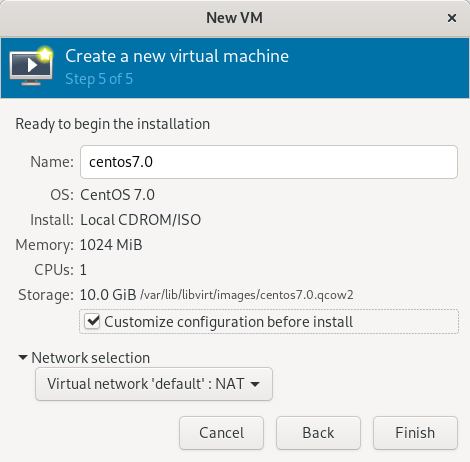 New VM
Create a new virtual machine
Step 5 of 5
Ready to begin the installation
Name: centos7.0
OS: CentOS 7.0
Install: Local CDROM/ISO
Memory: 1024 MiB
CPUs: 1
Storage: 10.0 GiB /var/lib/libvirt/images/centos7.0.qcow2
Customize configuration before install
Network selection
Virtual network 'default' : NAT
Cancel Back Finish